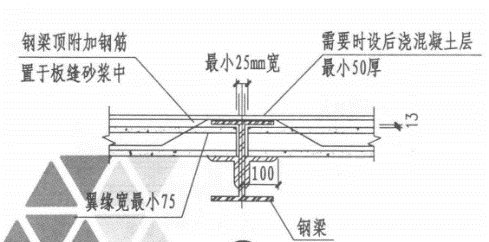 钢梁顶附加钢筋
置于板缝砂浆中
最小25mm宽
需要时设后浇混凝土层
最小50厚
13
100
翼缘宽最小75
钢梁